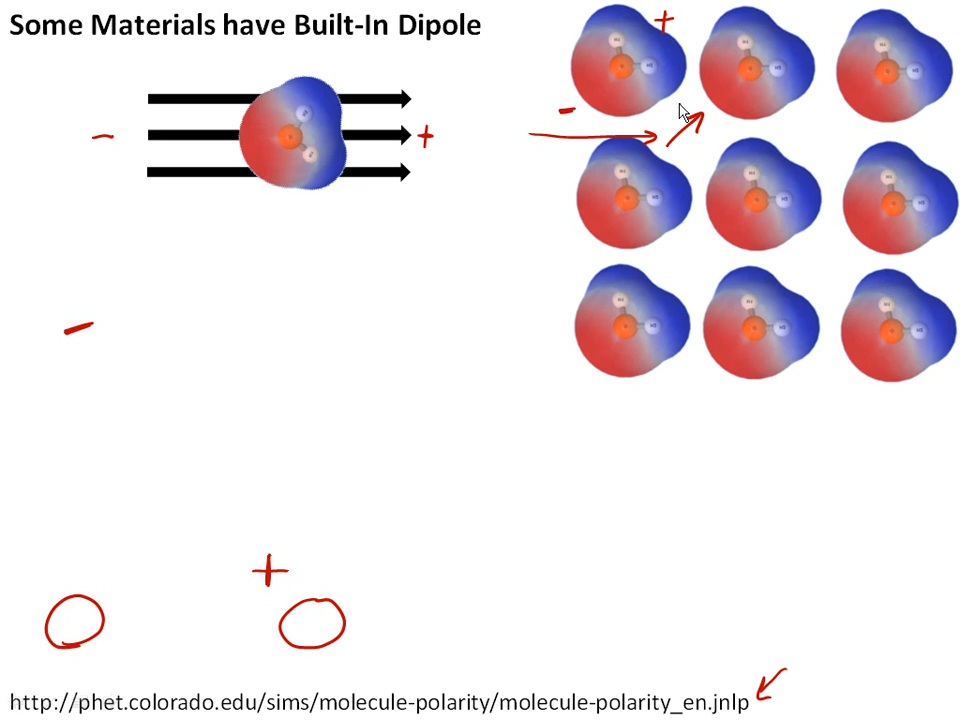 Some Materials have Built-In Dipole
+
-
- +
-
+
http://phet.colorado.edu/sims/molecule-polarity/molecule-polarity_en.jnlp